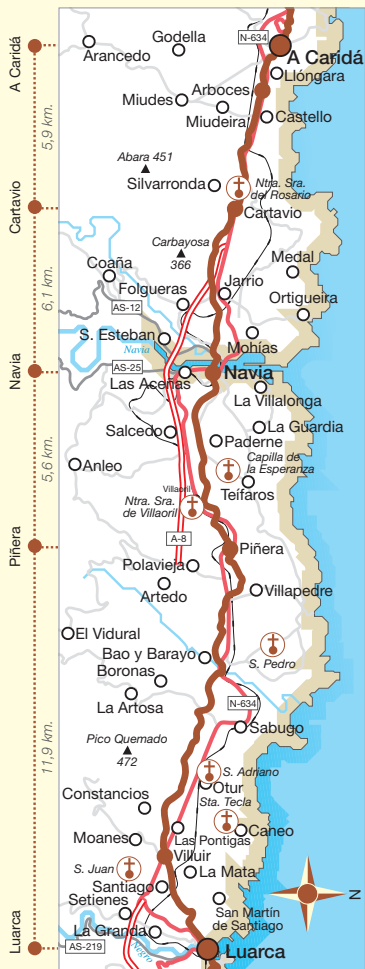 A Caridá
5,9 km.
Cartavio
6,1 km.
Navia
5,6 km.
Piñera
11,9 km.
Luarca
N-634
Godella
Arancedo
A Caridá
Llóngara
Arboces
Miudes
Miudeira
Castello
Abara 451
Silvarronda
Ntra. Sra.
del Rosario
Cartavio
Carbayosa
366
Coaña
Medal
Folgueras
Jarrio
Ortigueira
AS-12
S. Esteban
Navia
Mohías
AS-25
Las Aceñas
Navia
La Villalonga
La Guardia
Salcedo
Paderne
Anleo
Capilla de
la Esperanza
Teifaros
Villaoril
Ntra. Sra.
de Villaoril
A-8
Piñera
Polavieja
Artedo
Villapedre
El Vidural
Bao y Barayo
S. Pedro
Boronas
La Artosa
N-634
Sabugo
Pico Quemado
472
S. Adriano
Otur
Constancios
Sta. Tecla
Caneo
Moanes
Las Pontigas
Villuir
S. Juan
La Mata
Santiago
Setienes
San Martín
de Santiago
N
La Granda
Negro
AS-219
Luarca